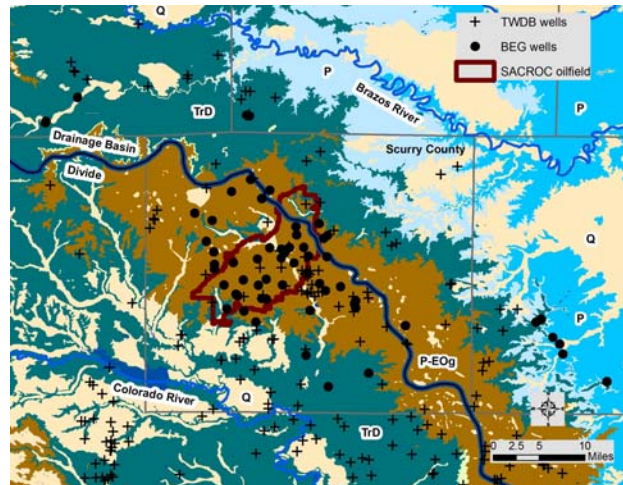 Q
TWDB wells
BEG wells
SACROC oilfield
P
P
TrD
Brazos River
Drainage Basin
Scurry County
Divide
Q
P
P-EOg
Colorado River
Q
TrD
0 2.5 5 10
Miles